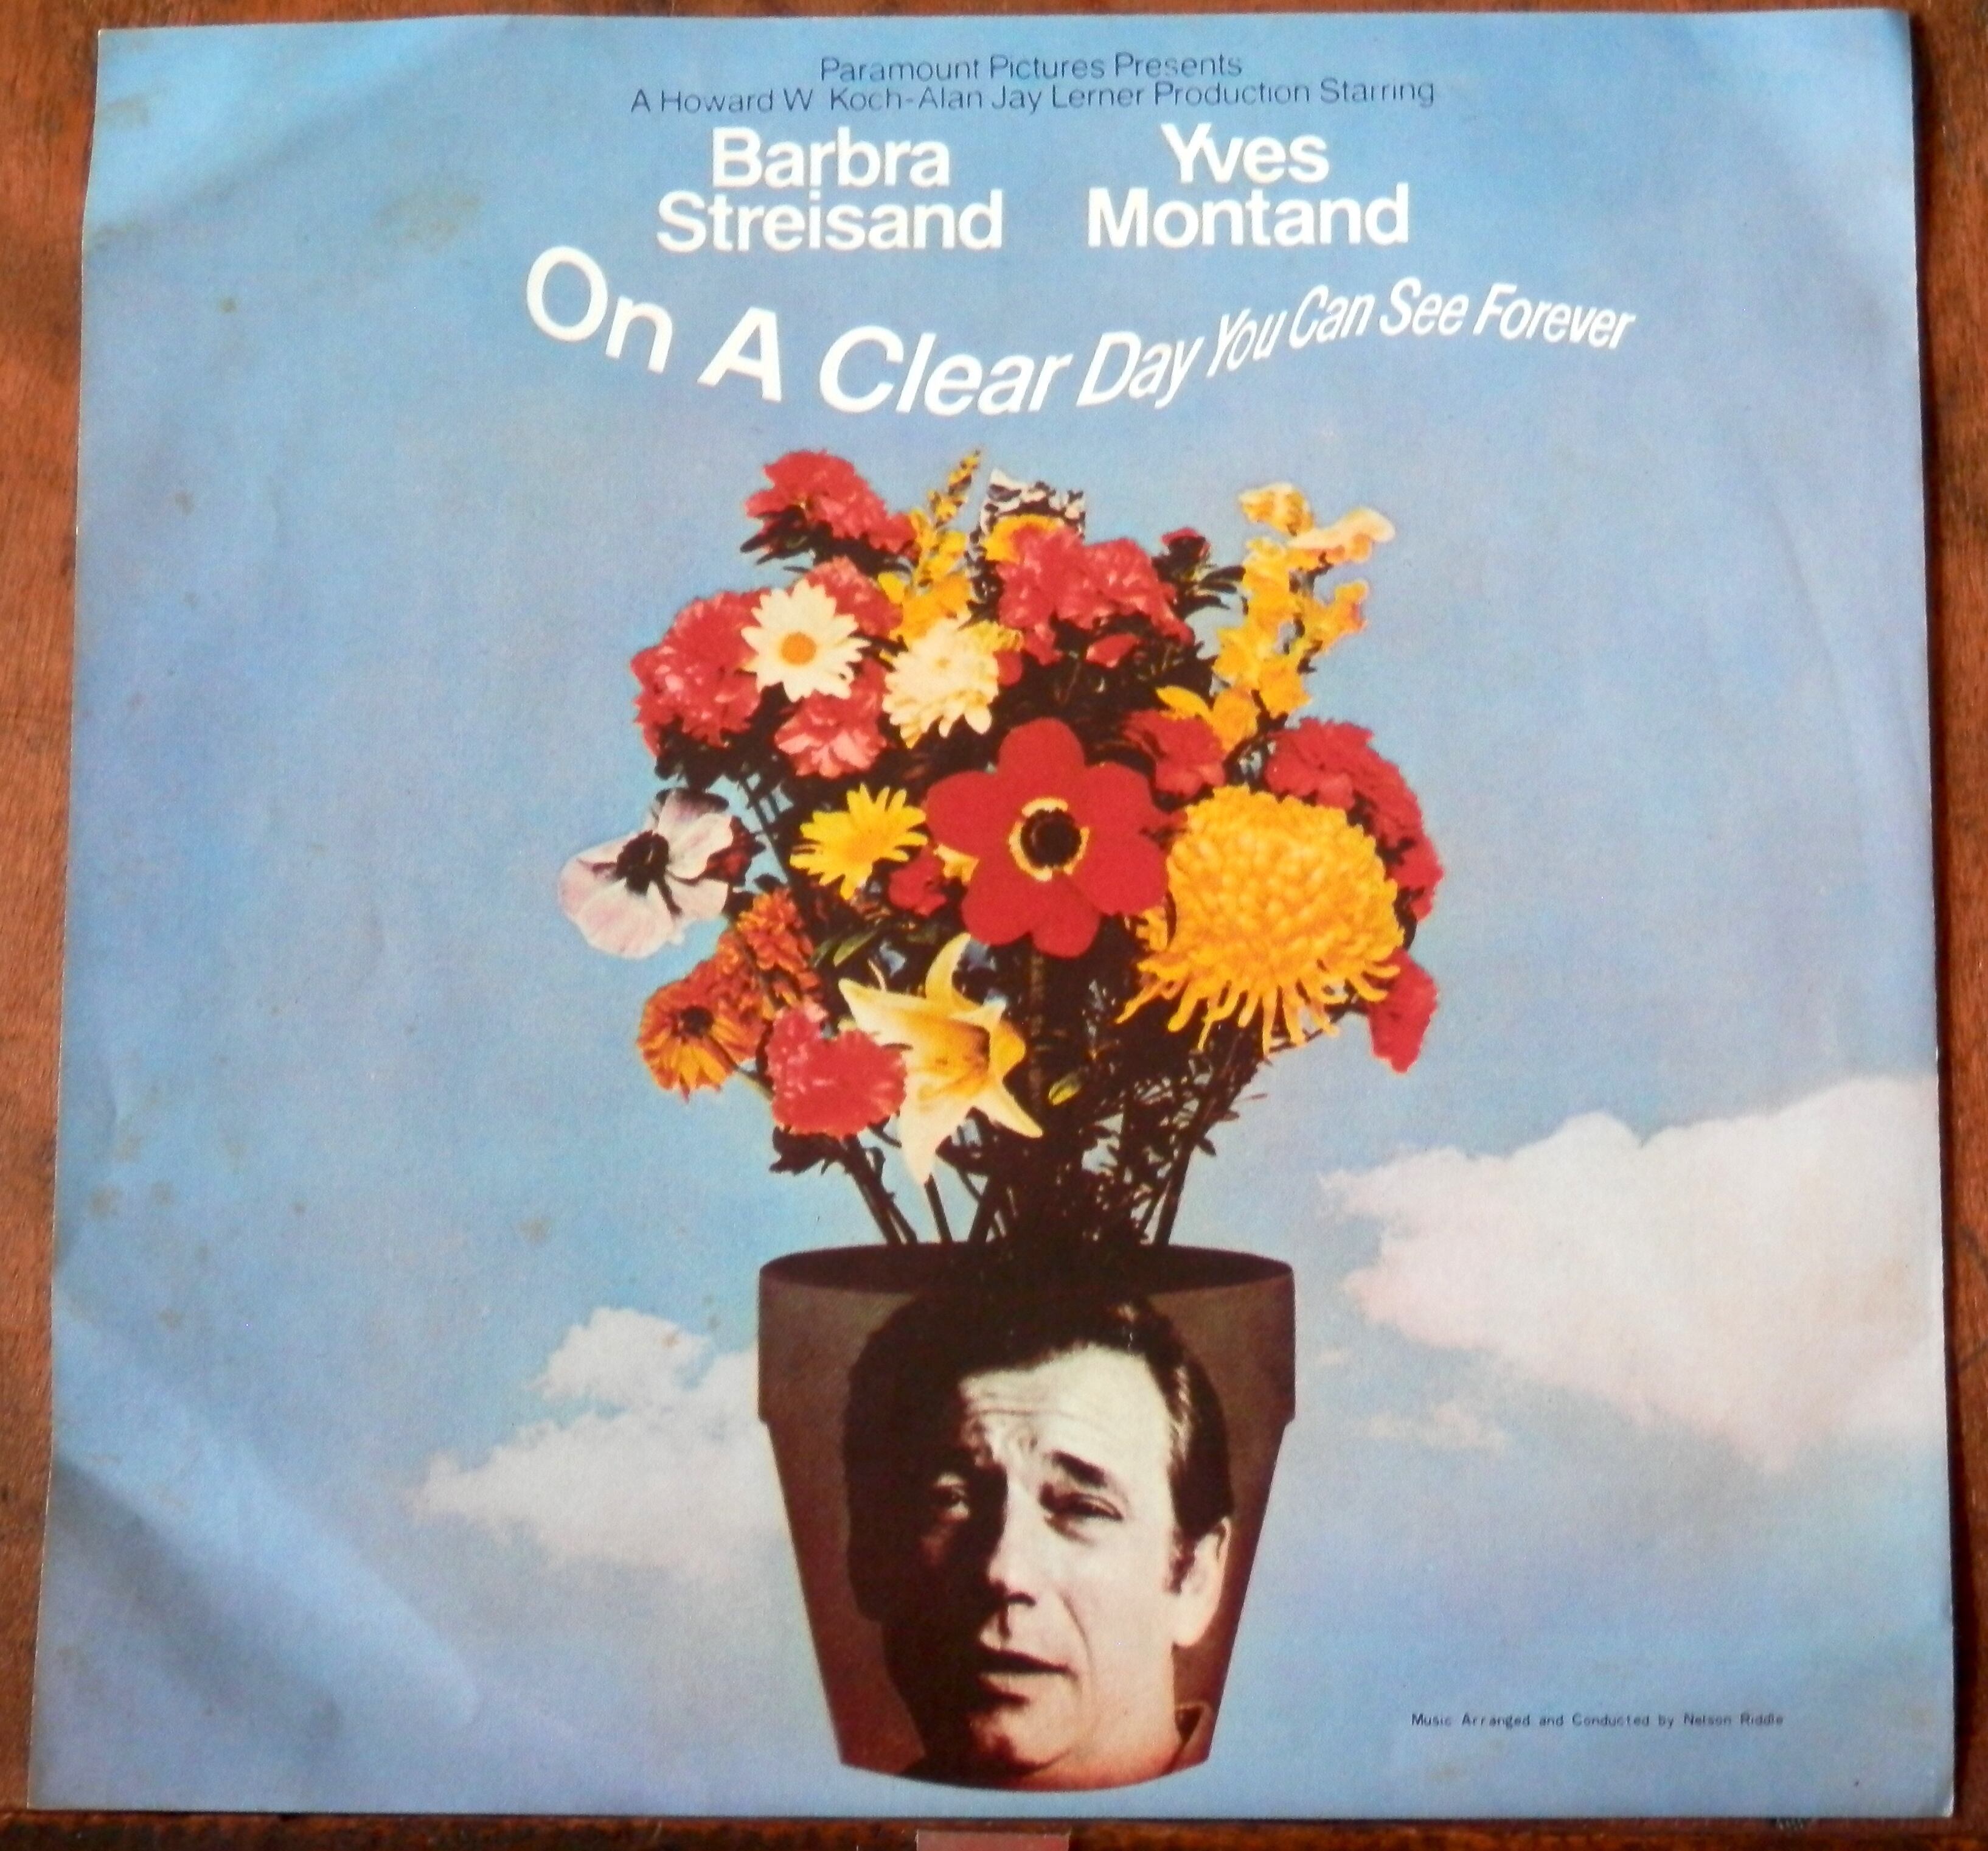 Paramount Pictures Presents
A Howard W Koch-Alan Jay Lerner Production Starring
Barbra Streisand
Yves Montand
On A Clear Day You Can See Forever
Music Arranged and Conducted by Nelson Riddle